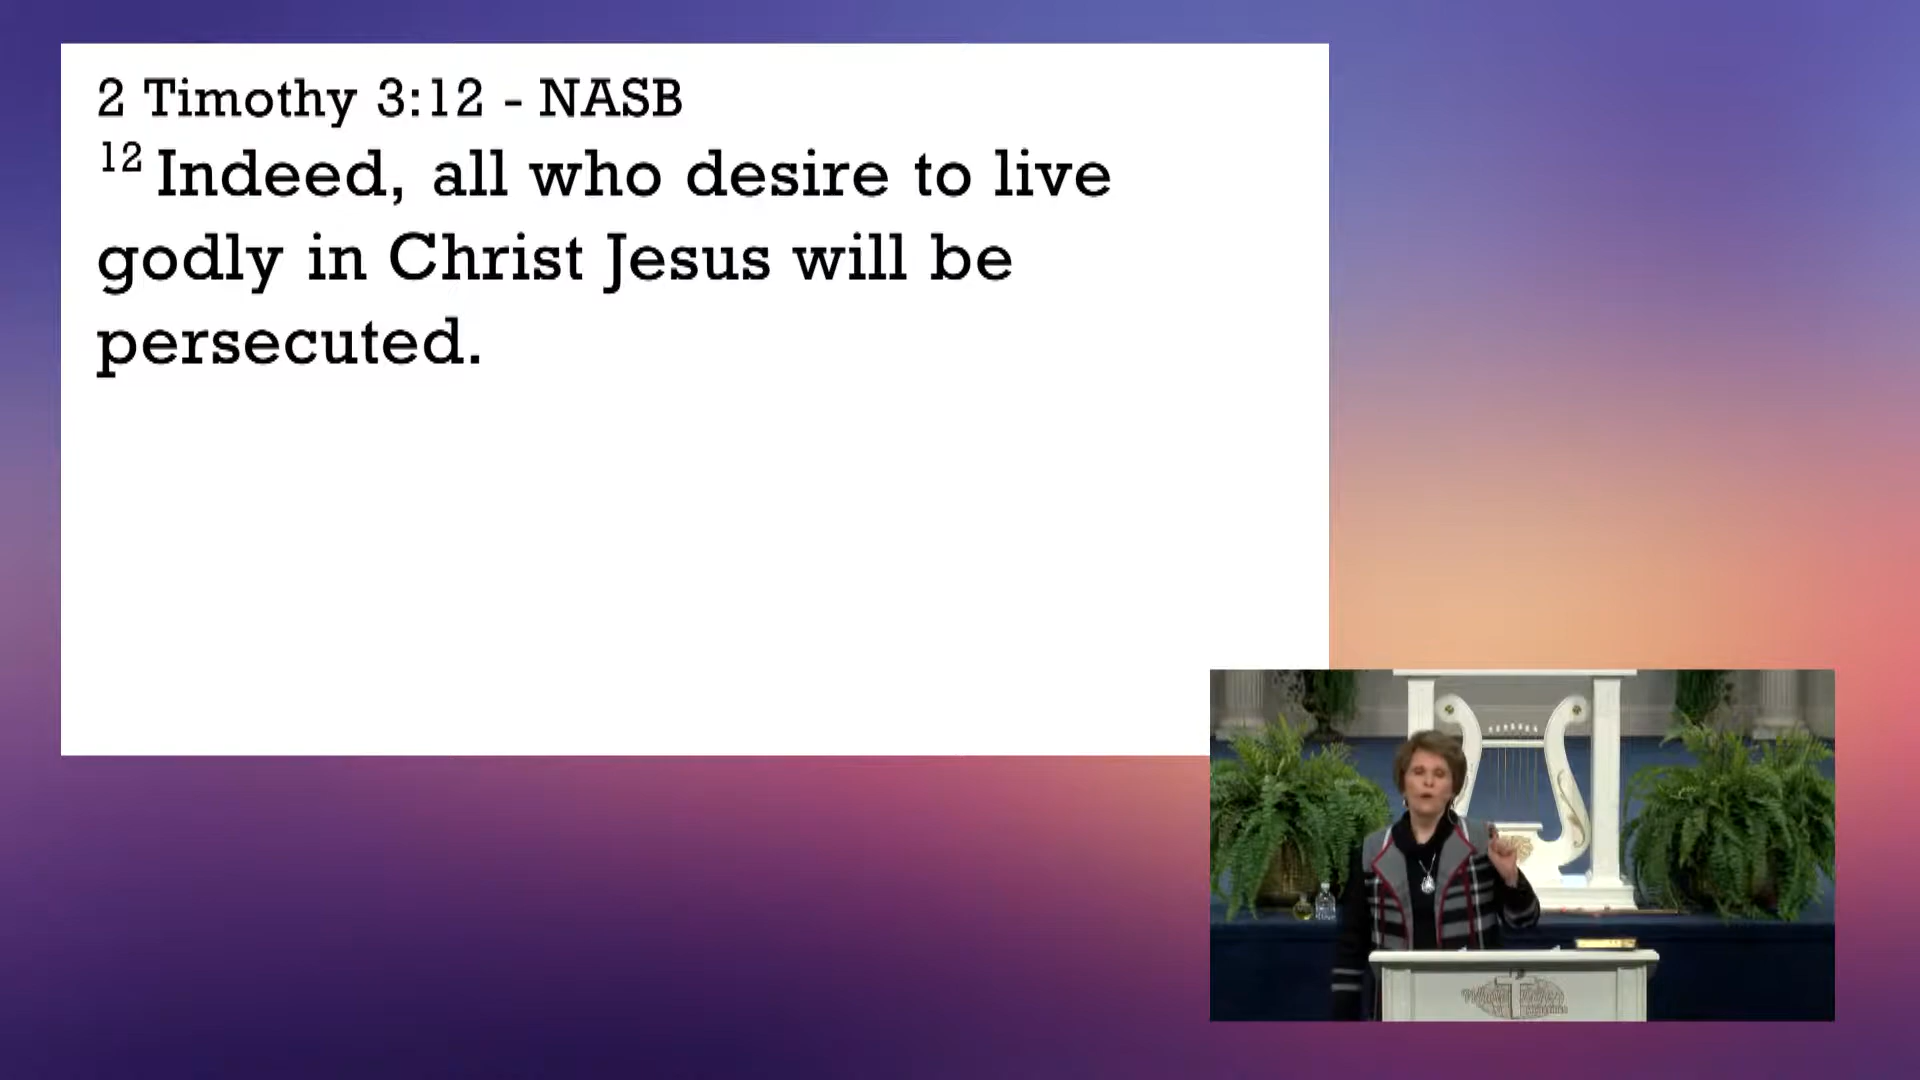 2 Timothy 3:12 - NASB
12 Indeed, all who desire to live
godly in Christ Jesus will be
persecuted.